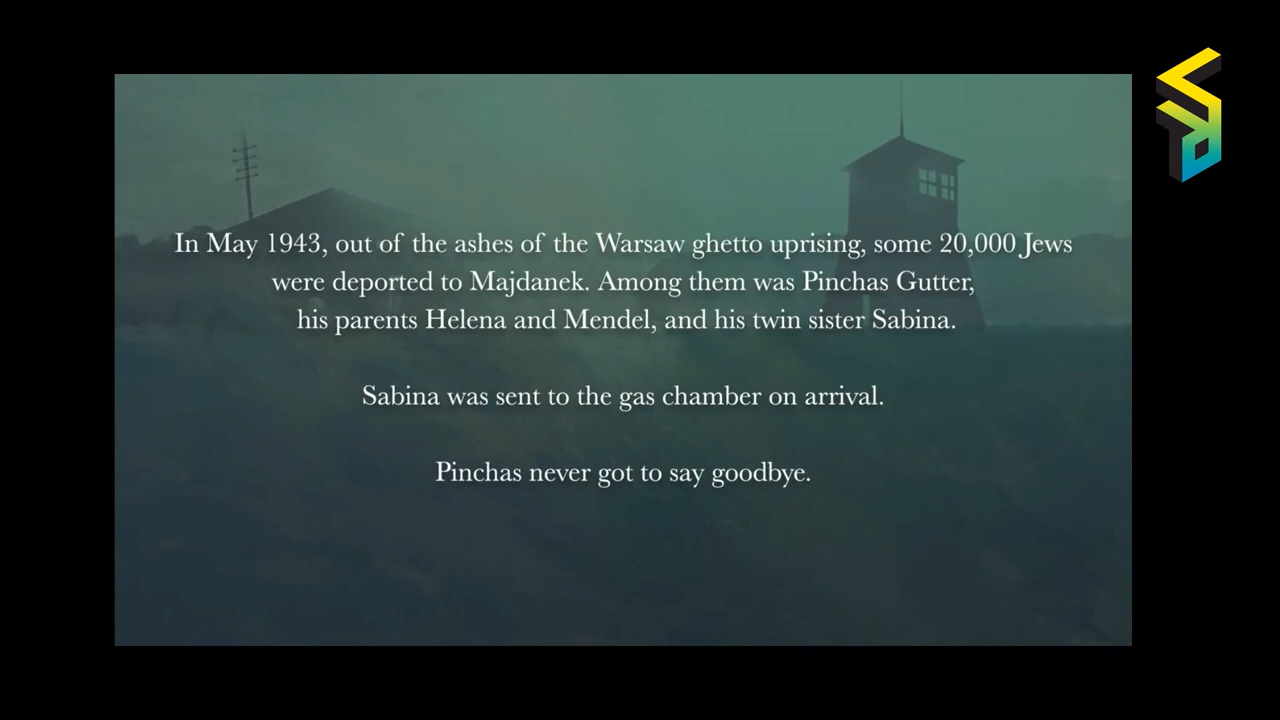 In May 1943, out of the ashes of the Warsaw ghetto uprising, some 20,000 Jews
were deported to Majdanek. Among them was Pinchas Gutter,
his parents Helena and Mendel, and his twin sister Sabina.
Sabina was sent to the gas chamber on arrival.
Pinchas never got to say goodbye.